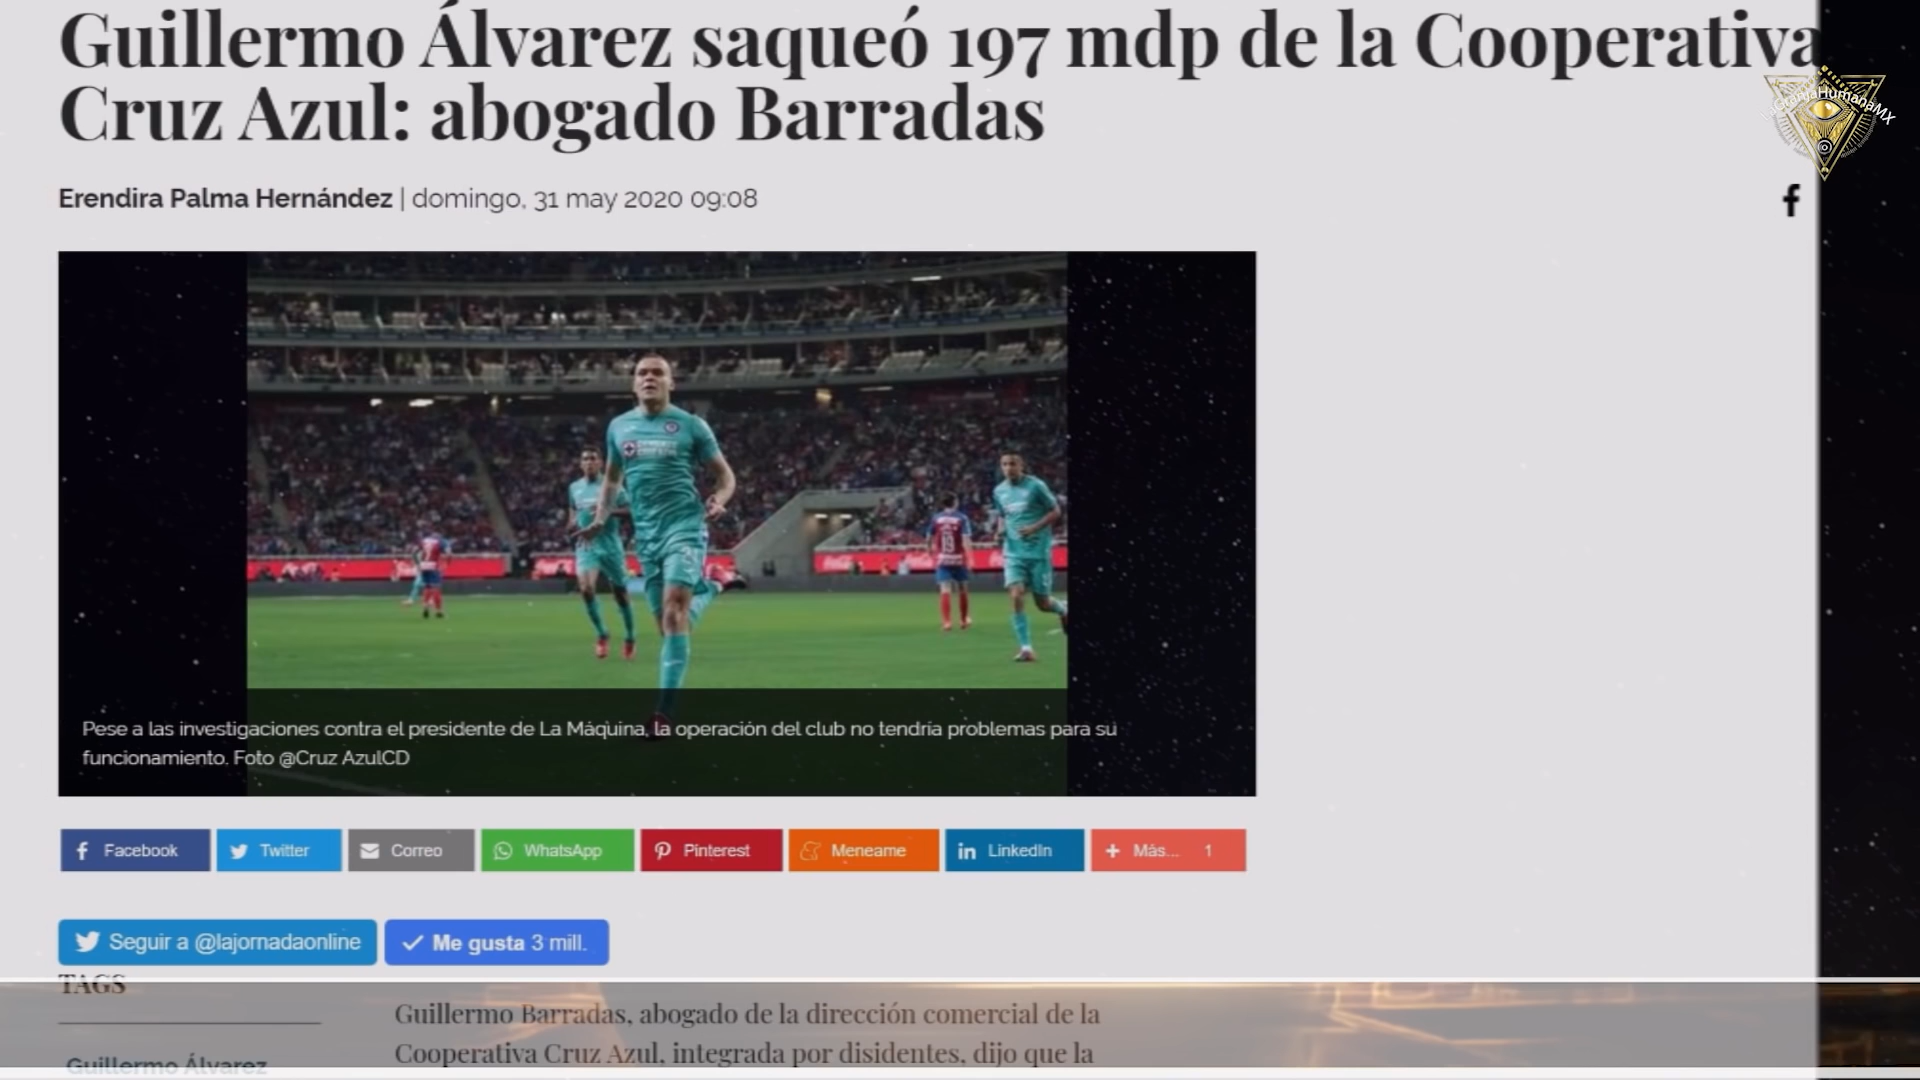 Guillermo Álvarez saqueó 197 mdp de la Cooperativa
Cruz Azul: abogado Barradas
HumanaMX
Erendira Palma Hernández | domingo, 31 may 2020 09:08
Pese a las investigaciones contra el presidente de La Máquina, la operación del club no tendría problemas para su
funcionamiento. Foto @Cruz AzulCD
Facebook
Twitter
Correo
WhatsApp
Pinterest
Meneame
LinkedIn
Más... 1
Seguir a @lajornadaonline
Me gusta 3 mill.
TAGS
Guillermo Barradas, abogado de la dirección comercial de la
Cooperativa Cruz Azul, integrada por disidentes, dijo que la
Guillermo Álvarez